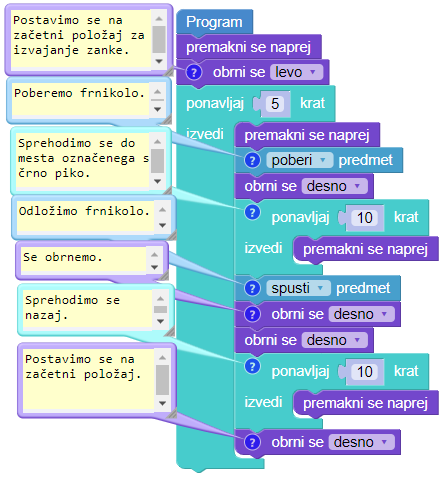 Postavimo se na
začetni položaj za
izvajanje zanke.
Poberemo frnikolo.
Sprehodimo se do
mesta označenega s
črno piko.
Odložimo frnikolo.
Se obrnemo.
Sprehodimo se
nazaj.
Postavimo se na
začetni položaj.
Program
premakni se naprej
? obrni se levo
ponavljaj 5 krat
izvedi premakni se naprej
? poberi predmet
obrni se desno
? ponavljaj 10 krat
izvedi premakni se naprej
? spusti predmet
? obrni se desno
obrni se desno
? ponavljaj 10 krat
izvedi premakni se naprej
? obrni se desno